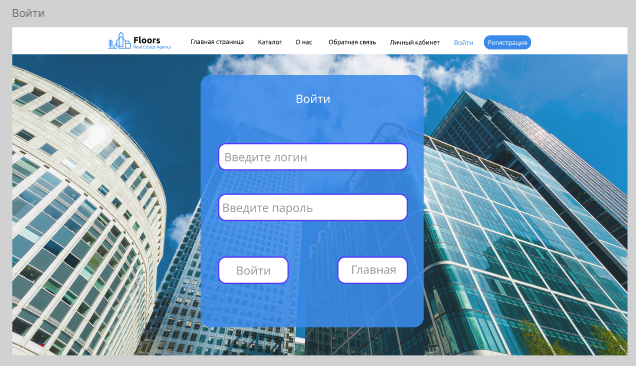 Войти
Floors
Real Estate Agency
Главная страница Каталог О нас Обратная связь Личный кабинет Войти Регистрация
Войти
Введите логин
Введите пароль
Войти Главная